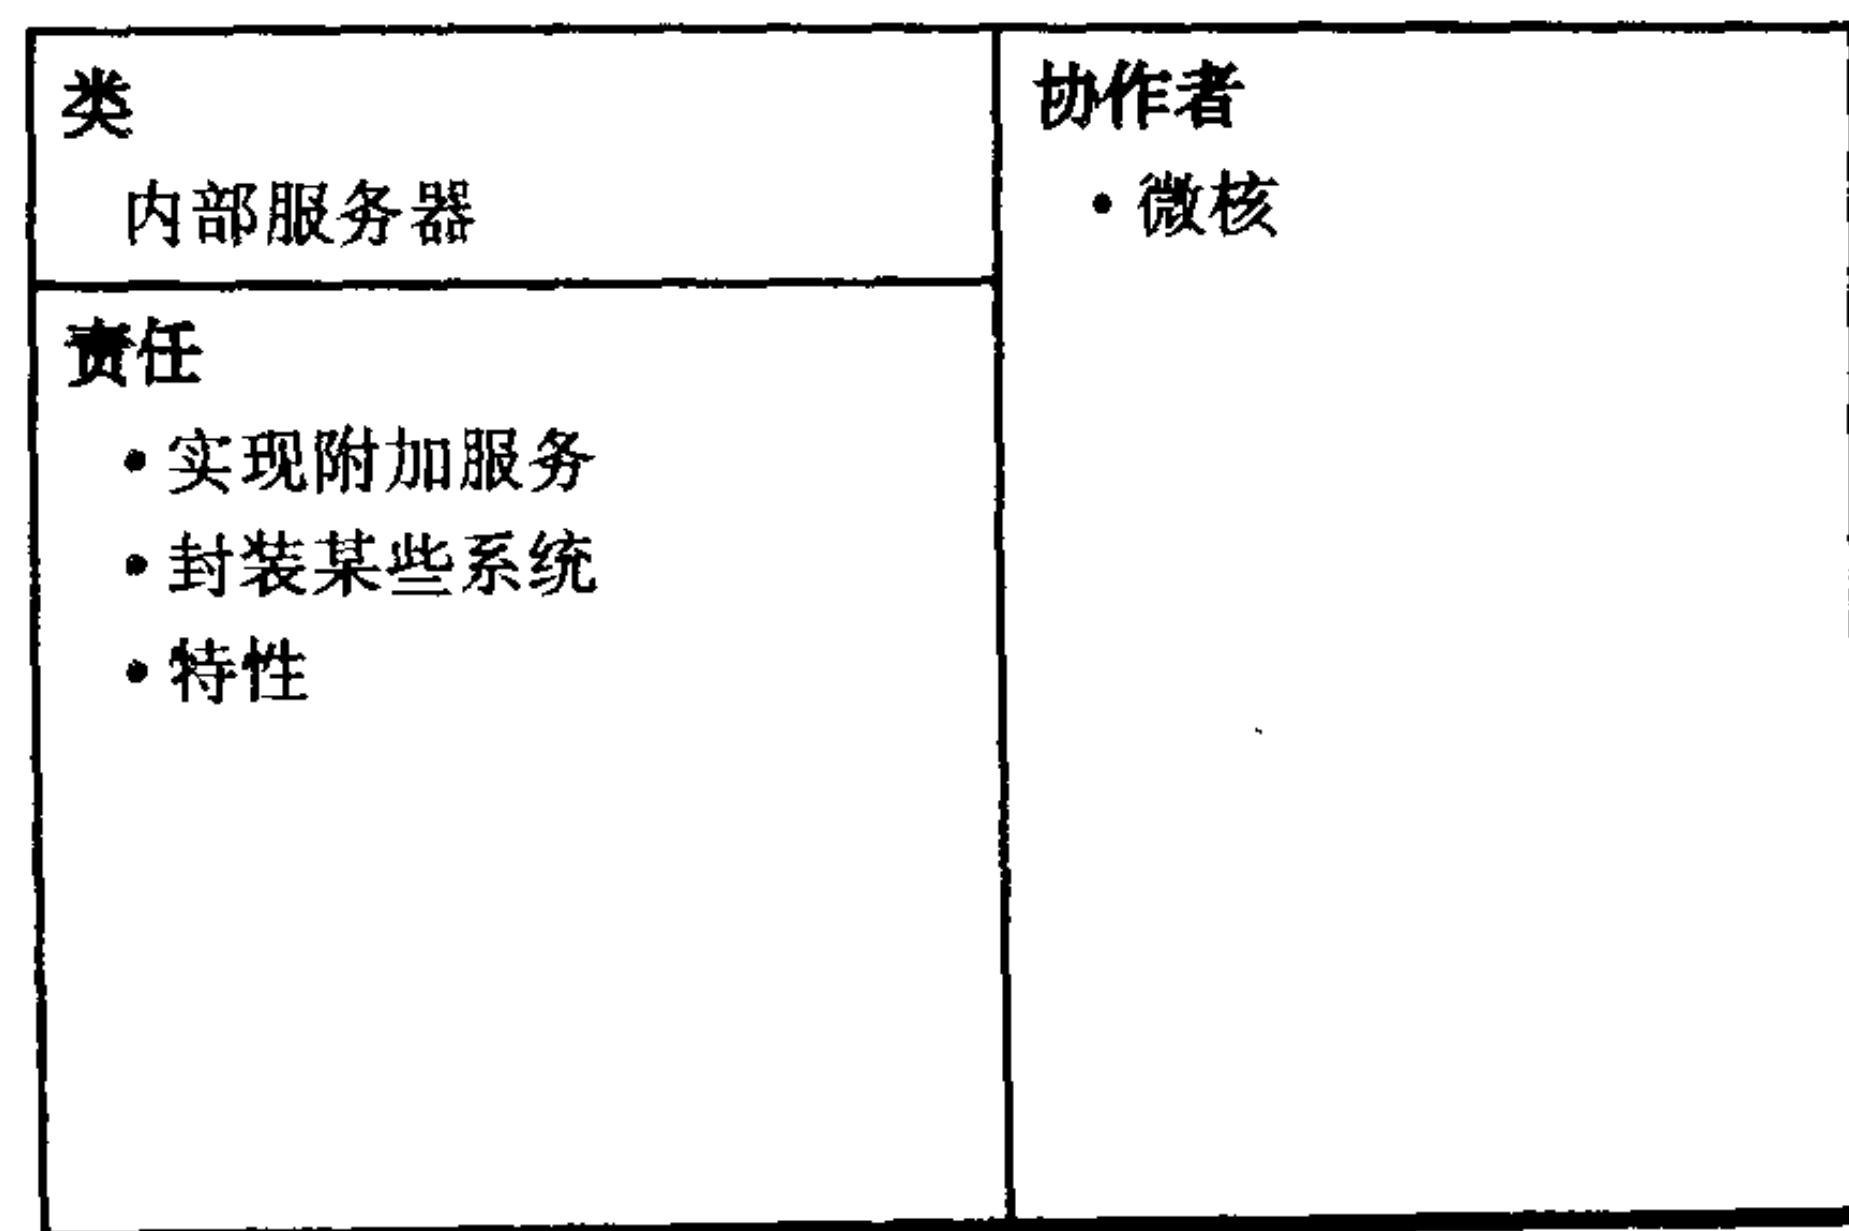 类
内部服务器
责任
• 实现附加服务
• 封装某些系统
• 特性
协作者
• 微核